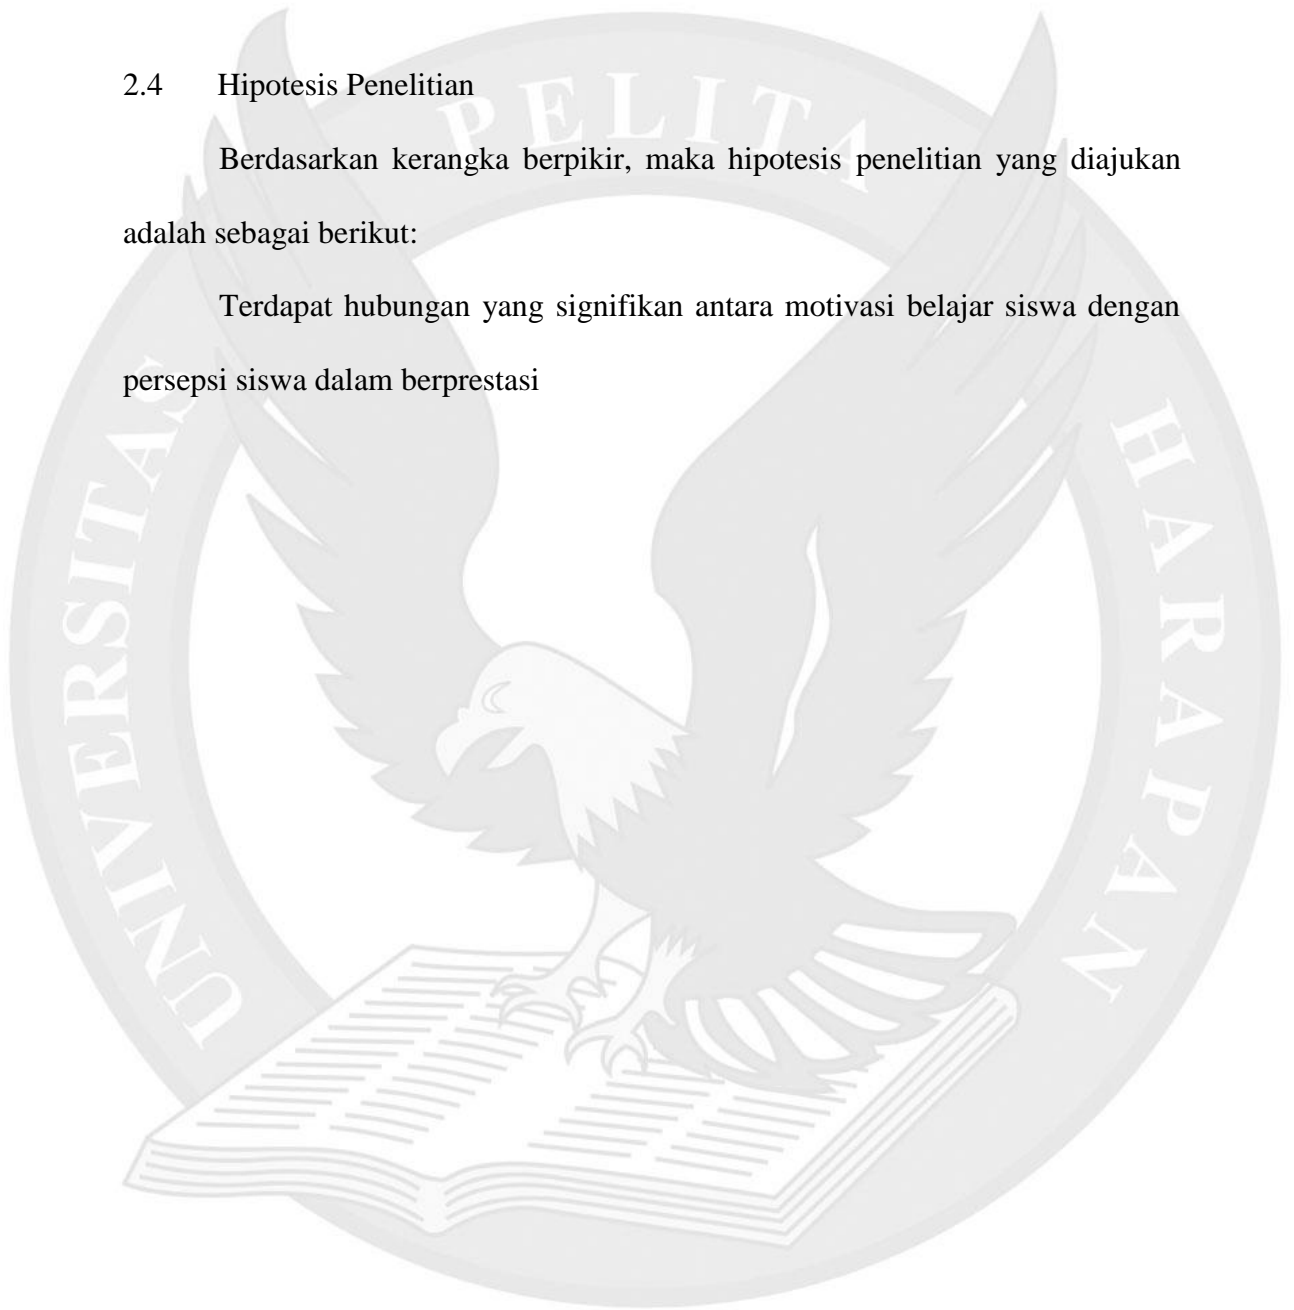 2.4 Hipotesis Penelitian
Berdasarkan kerangka berpikir, maka hipotesis penelitian yang diajukan
adalah sebagai berikut:
Terdapat hubungan yang signifikan antara motivasi belajar siswa dengan
persepsi siswa dalam berprestasi
UNIVERSITAS PELITA HARAPAN